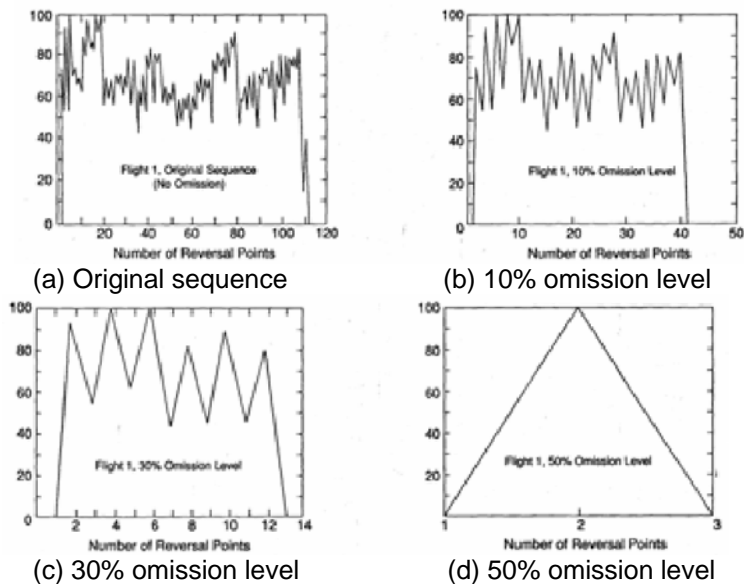 100
80
60
40
20
0
Flight 1, Original Sequence
(No Omission)
20 40 60 80 100 120
Number of Reversal Points
(a) Original sequence
100
80
60
40
20
0
Flight 1, 10% Omission Level
10 20 30 40 50
Number of Reversal Points
(b) 10% omission level
100
80
60
40
20
0
Flight 1, 30% Omission Level
2 4 6 8 10 12 14
Number of Reversal Points
(c) 30% omission level
100
80
60
40
20
Flight 1, 50% Omission Level
1 2 3
Number of Reversal Points
(d) 50% omission level